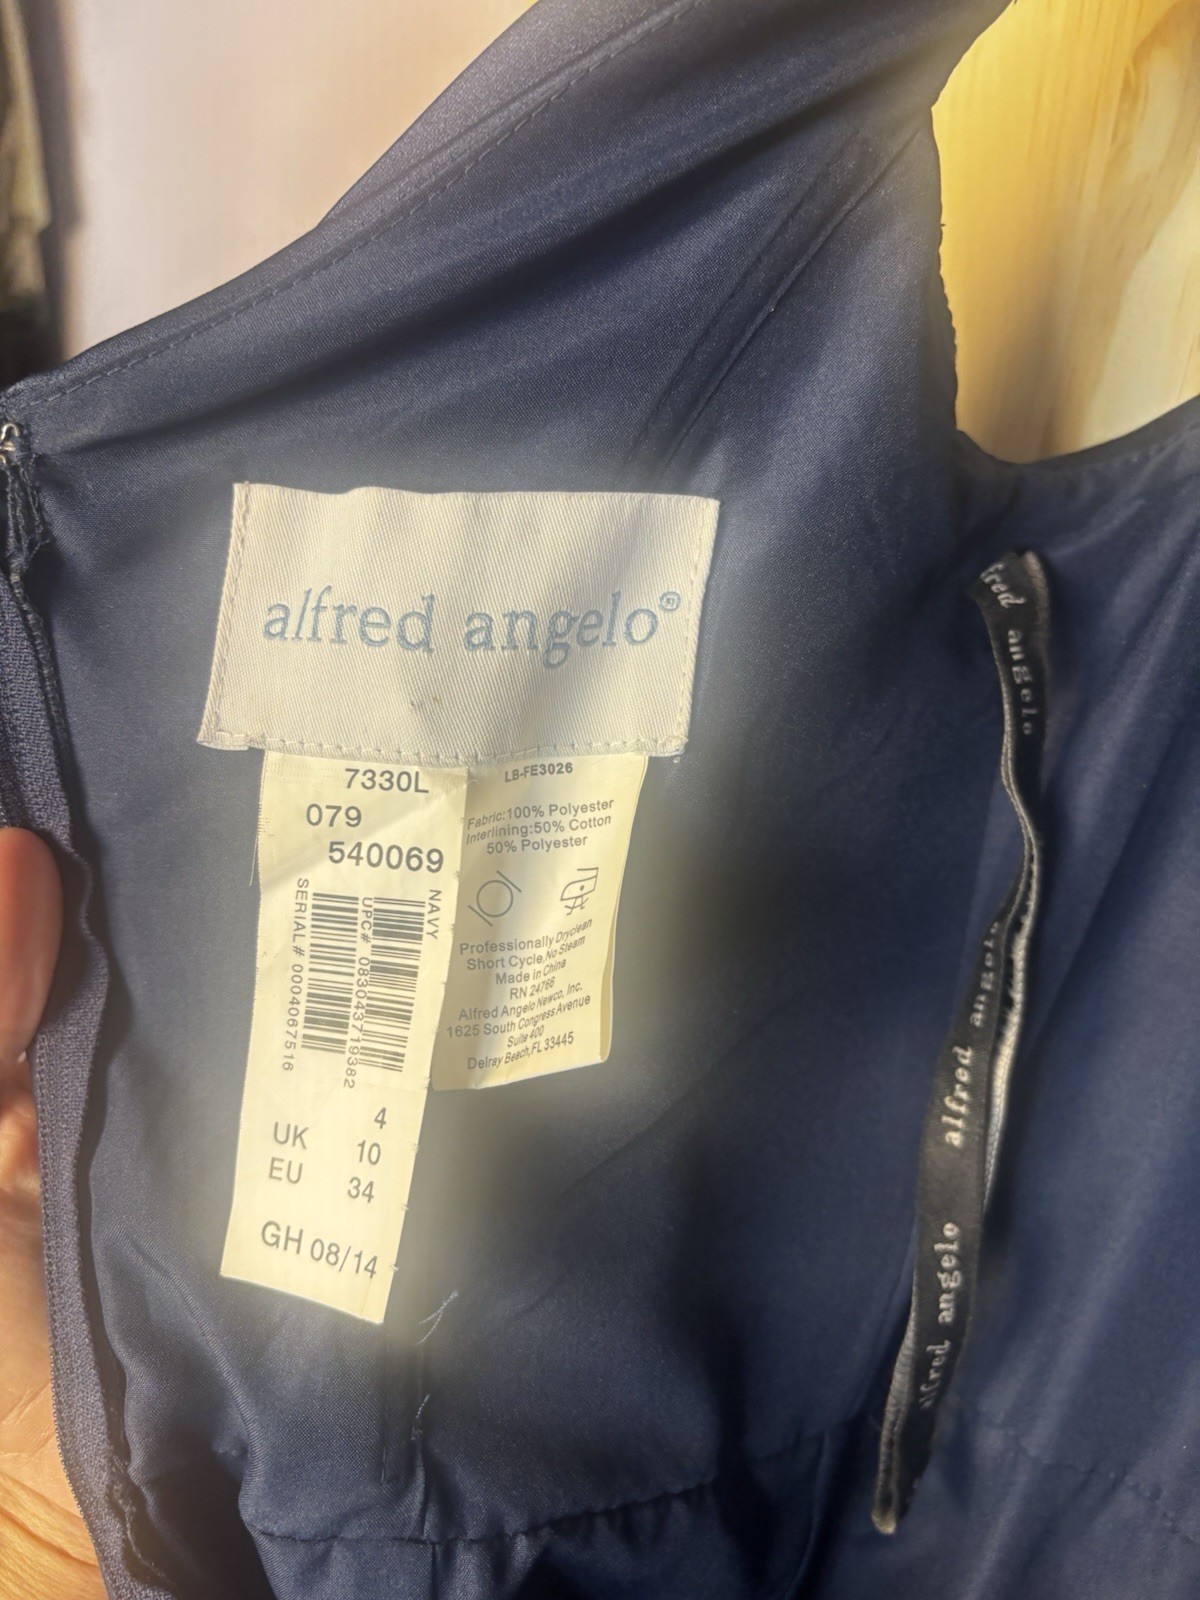 alfred angelo®
7330L
079
540069
NAVY
UPC# 083043719382
SERIAL# 0004067516
4
UK 10
EU 34
GH 08/14
LB-FE3026
Fabric:100% Polyester
Interlining:50% Cotton
50% Polyester
Professionally Dryclean
Short Cycle,No Steam
Made in China
RN 24766
Alfred Angelo Newco, Inc.
1625 South Congress Avenue
Suite 400
Delray Beach,FL 33445
fred angelo
alfred angelo
alfred angelo